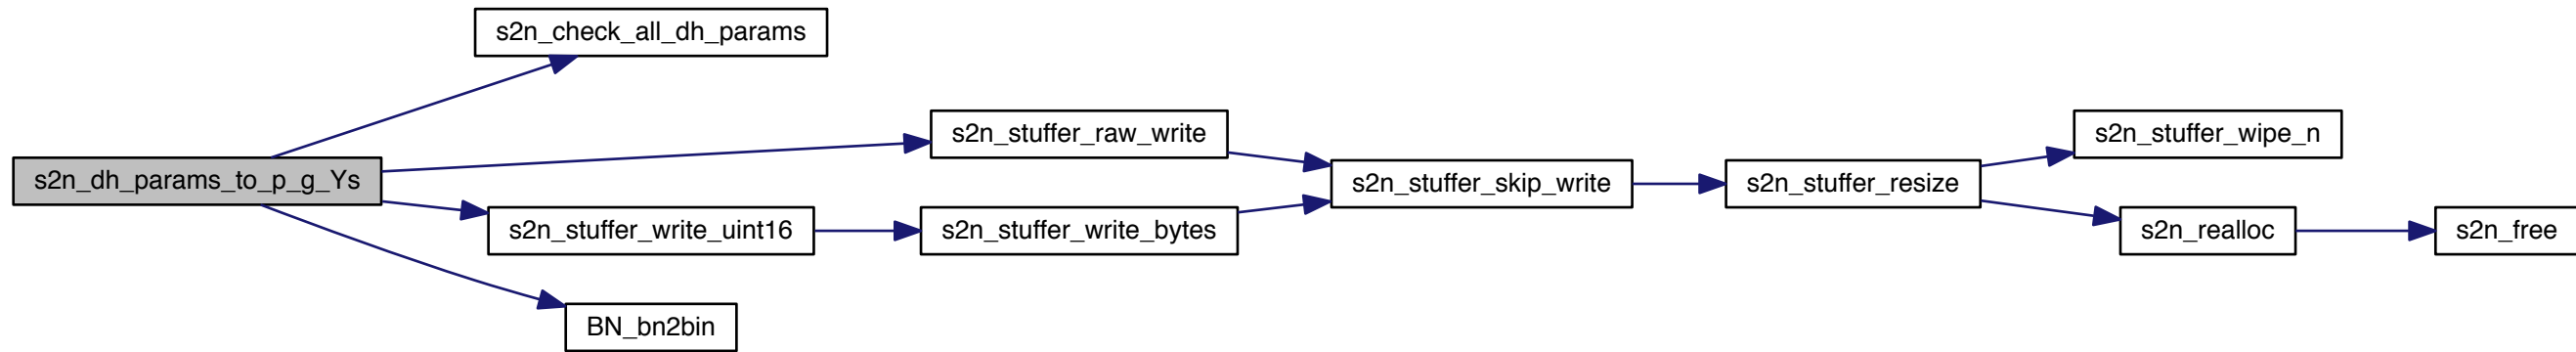 s2n_check_all_dh_params
s2n_stuffer_raw_write
s2n_stuffer_wipe_n
s2n_dh_params_to_p_g_Ys
s2n_stuffer_skip_write
s2n_stuffer_resize
s2n_stuffer_write_uint16
s2n_stuffer_write_bytes
s2n_realloc
s2n_free
BN_bn2bin